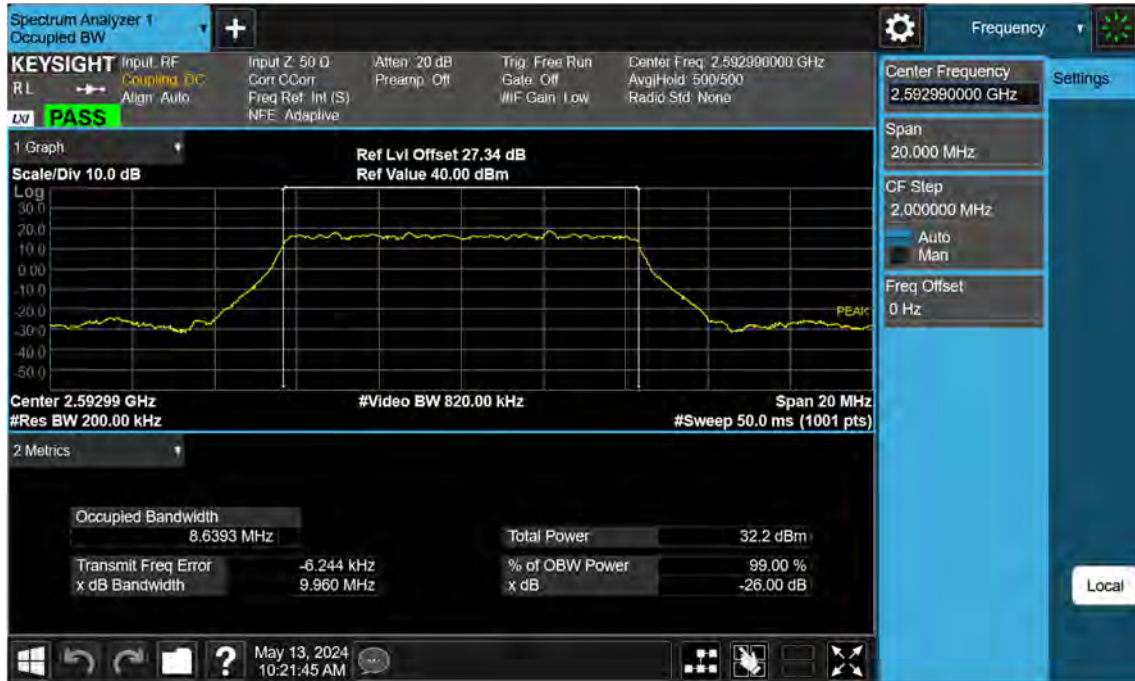 Spectrum Analyzer 1
Occupied BW
+
Frequency
KEYSIGHT
RL
LXI
PASS
Input: RF
Coupling: DC
Align: Auto
Input Z: 50 Ω
Corr CCorr
Freq Ref: Int (S)
NFE: Adaptive
Atten: 20 dB
Preamp: Off
Trig: Free Run
Gate: Off
#IF Gain: Low
Center Freq: 2.592990000 GHz
Avg|Hold: 500/500
Radio Std: None
Center Frequency
2.592990000 GHz
Settings
Span
20.000 MHz
CF Step
2.000000 MHz
Auto
Man
Freq Offset
0 Hz
1 Graph
Scale/Div 10.0 dB
Ref Lvl Offset 27.34 dB
Ref Value 40.00 dBm
Log
30.0
20.0
10.0
0.00
-10.0
-20.0
-30.0
-40.0
-50.0
PEAK
Center 2.59299 GHz
#Video BW 820.00 kHz
Span 20 MHz
#Res BW 200.00 kHz
#Sweep 50.0 ms (1001 pts)
2 Metrics
Occupied Bandwidth
8.6393 MHz
Total Power 32.2 dBm
Transmit Freq Error -6.244 kHz
% of OBW Power 99.00 %
x dB Bandwidth 9.960 MHz
x dB -26.00 dB
Local
?
May 13, 2024
10:21:45 AM